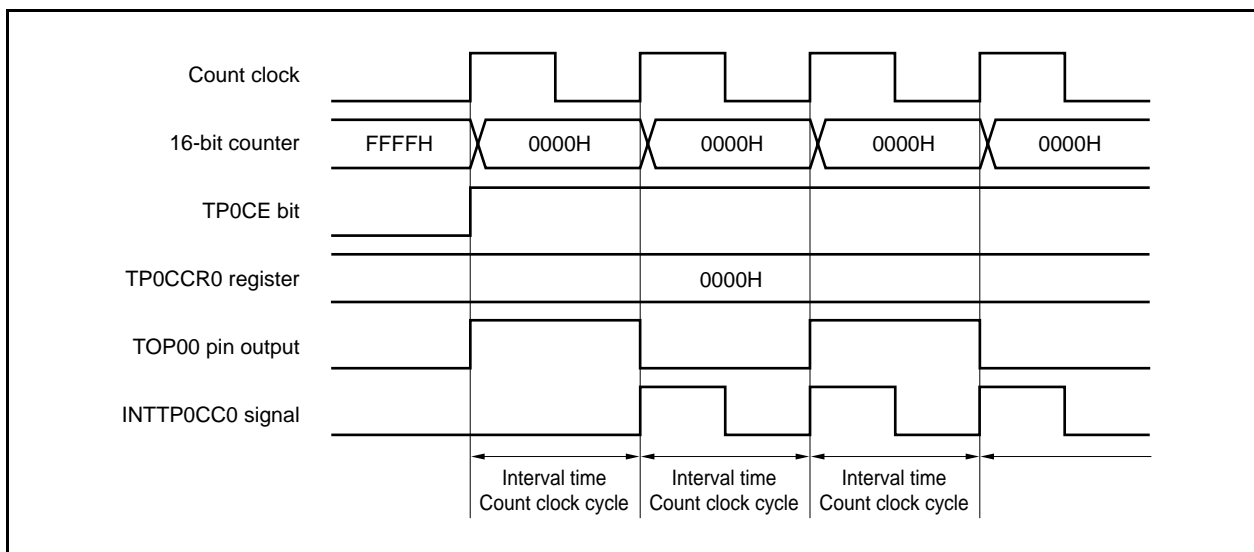 Count clock
16-bit counter
FFFFH
0000H
0000H
0000H
0000H
TP0CE bit
TP0CCR0 register
0000H
TOP00 pin output
INTTP0CC0 signal
Interval time
Count clock cycle
Interval time
Count clock cycle
Interval time
Count clock cycle